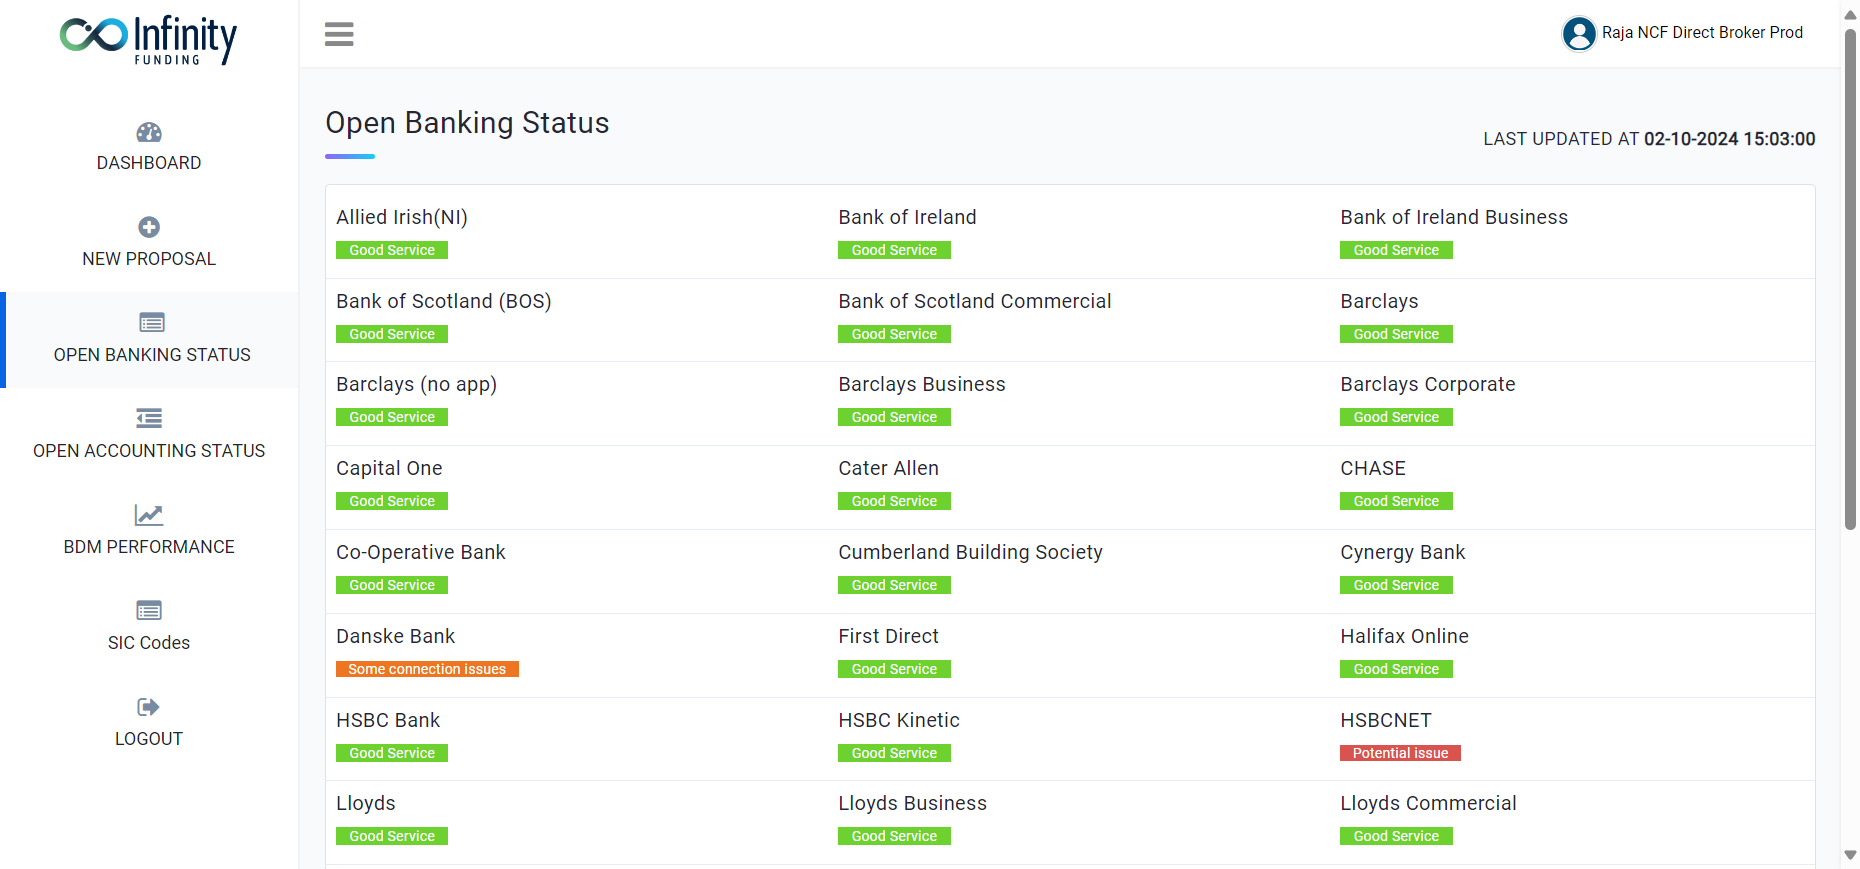 Infinity
FUNDING
Raja NCF Direct Broker Prod
DASHBOARD
NEW PROPOSAL
OPEN BANKING STATUS
OPEN ACCOUNTING STATUS
BDM PERFORMANCE
SIC Codes
LOGOUT
Open Banking Status
LAST UPDATED AT 02-10-2024 15:03:00
Allied Irish(NI) Bank of Ireland Bank of Ireland Business
Good Service Good Service Good Service
Bank of Scotland (BOS) Bank of Scotland Commercial Barclays
Good Service Good Service Good Service
Barclays (no app) Barclays Business Barclays Corporate
Good Service Good Service Good Service
Capital One Cater Allen CHASE
Good Service Good Service Good Service
Co-Operative Bank Cumberland Building Society Cynergy Bank
Good Service Good Service Good Service
Danske Bank First Direct Halifax Online
Some connection issues Good Service Good Service
HSBC Bank HSBC Kinetic HSBCNET
Good Service Good Service Potential issue
Lloyds Lloyds Business Lloyds Commercial
Good Service Good Service Good Service